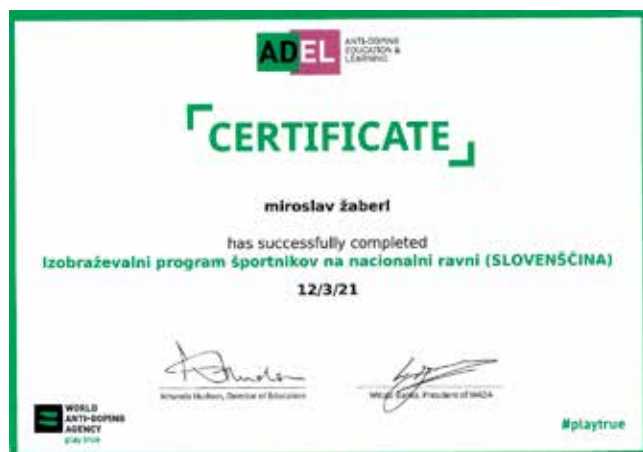 ADEL
ANTI-DOPING
EDUCATION &
LEARNING
CERTIFICATE
miroslav žaberl
has successfully completed
Izobraževalni program športnikov na nacionalni ravni (SLOVENŠČINA)
12/3/21
Amanda Hudson, Director of Education
Witold Bańka, President of WADA
WORLD
ANTI-DOPING
AGENCY
play true
#playtrue